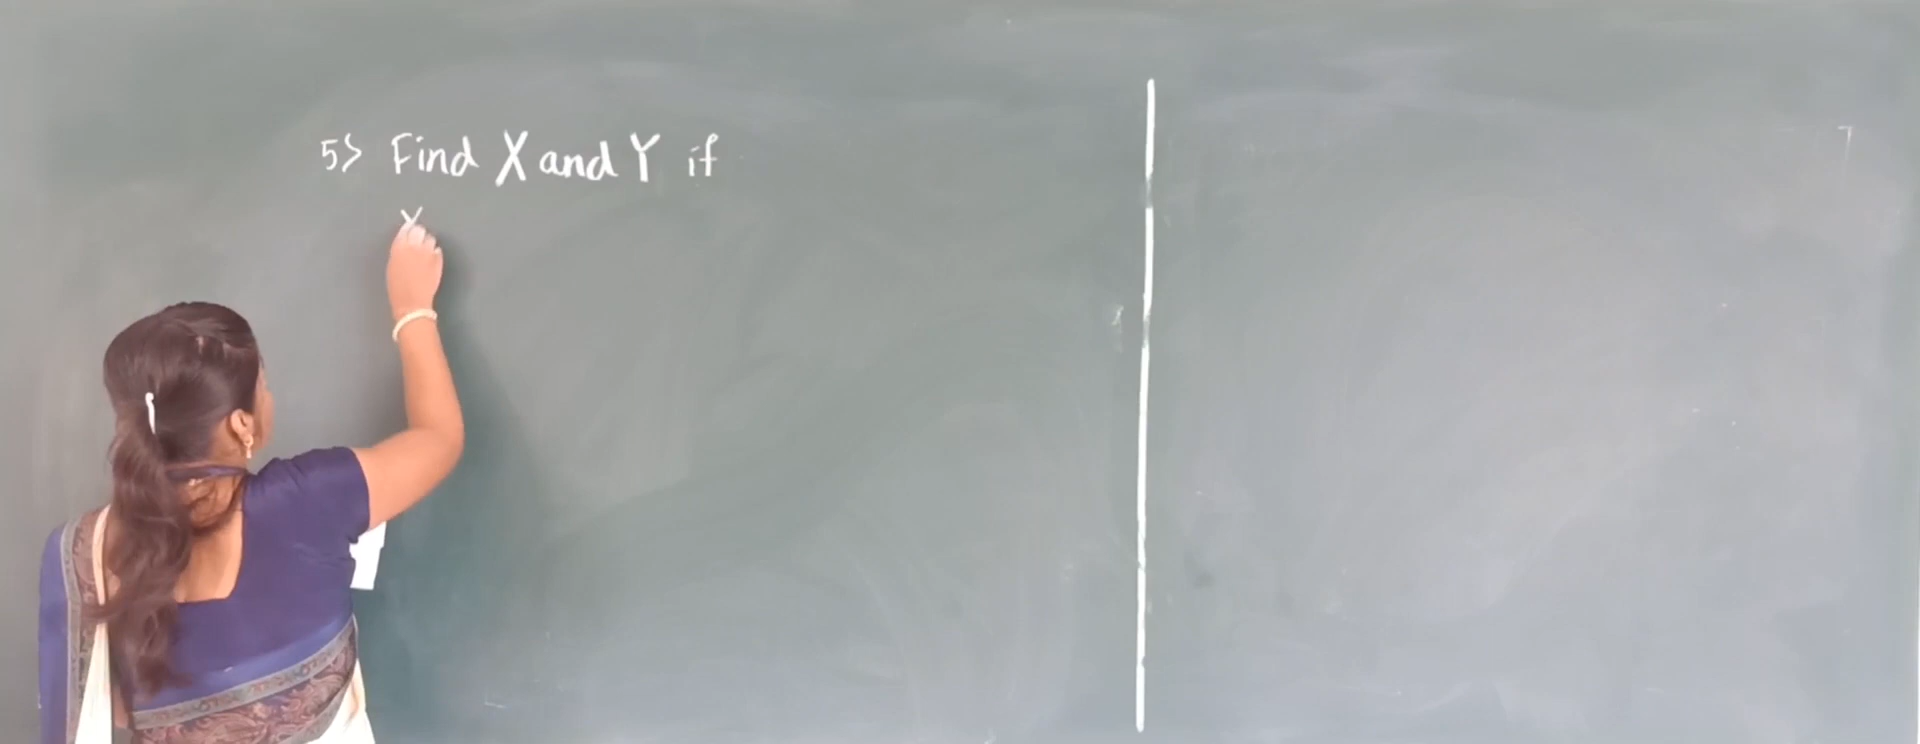 5> Find X and Y if
X